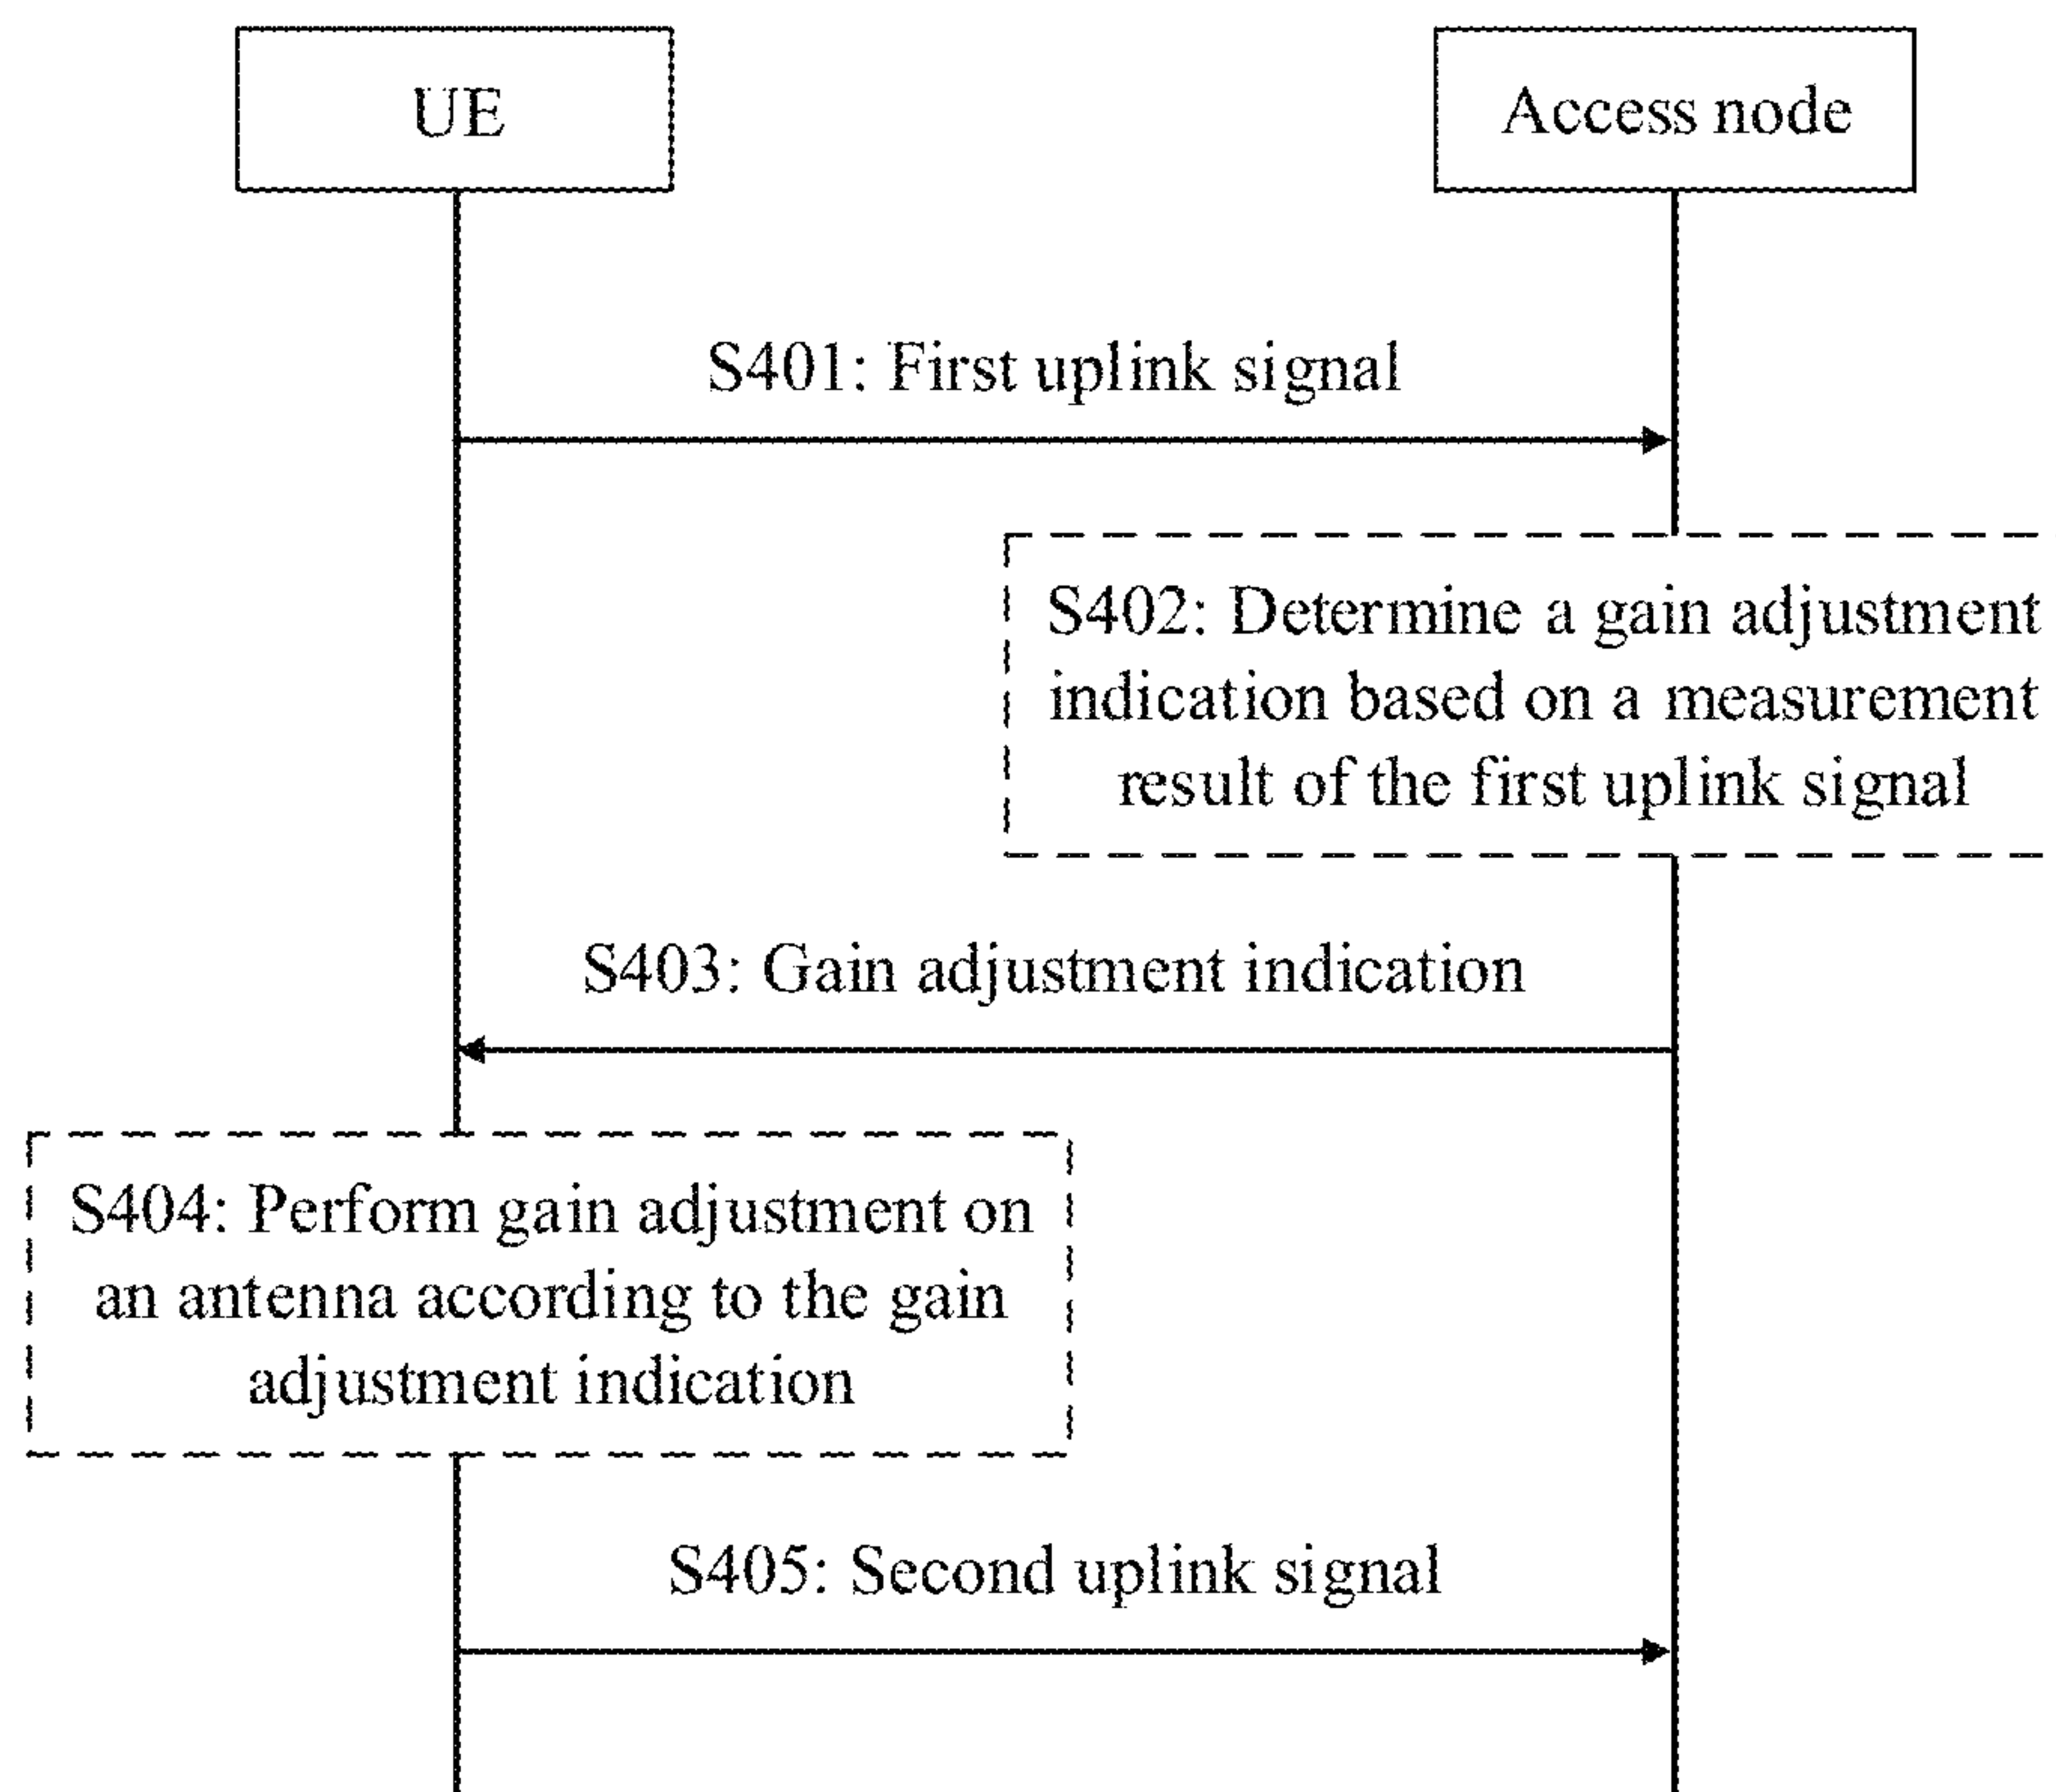 UE
Access node
S401: First uplink signal
S402: Determine a gain adjustment
indication based on a measurement
result of the first uplink signal
S403: Gain adjustment indication
S404: Perform gain adjustment on
an antenna according to the gain
adjustment indication
S405: Second uplink signal